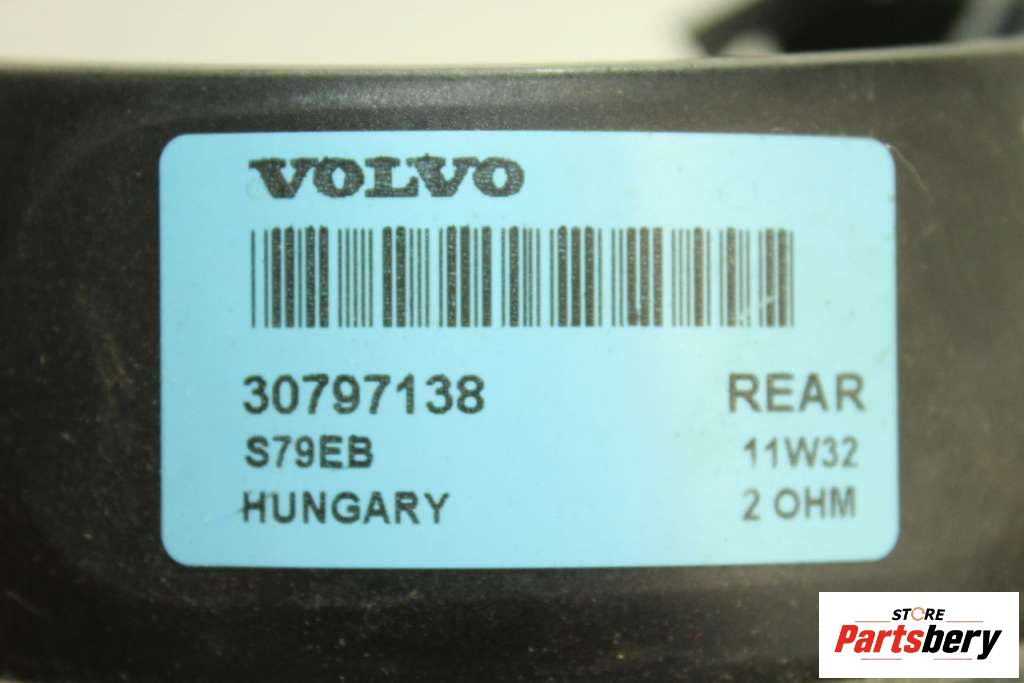 VOLVO
30797138 REAR
S79EB 11W32
HUNGARY 2 OHM
STORE
Partsbery